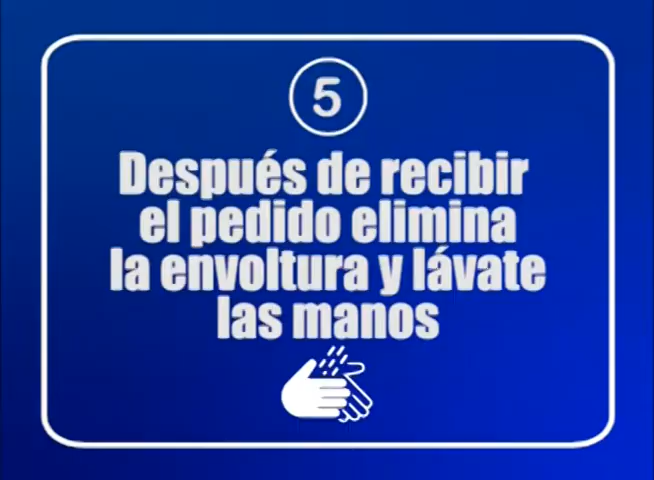 5
Después de recibir
el pedido elimina
la envoltura y lávate
las manos